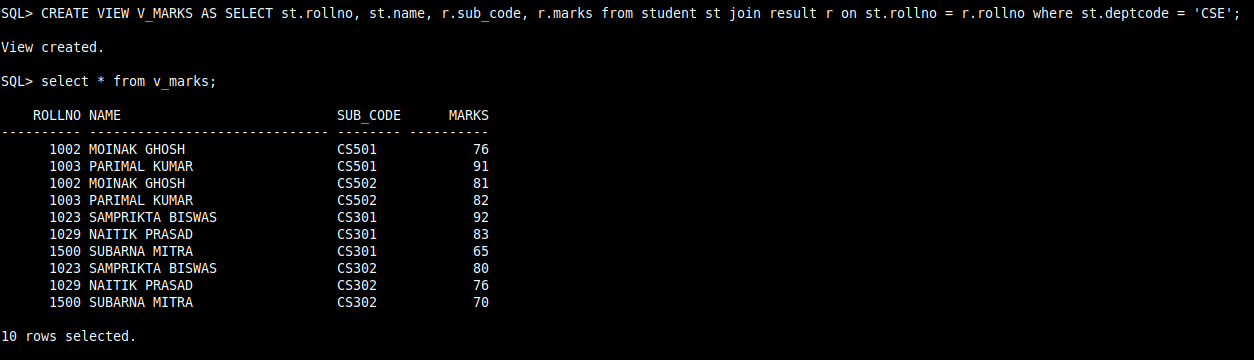 SQL> CREATE VIEW V_MARKS AS SELECT st.rollno, st.name, r.sub_code, r.marks from student st join result r on st.rollno = r.rollno where st.deptcode = 'CSE';
View created.
SQL> select * from v_marks;
    ROLLNO NAME                           SUB_CODE      MARKS
---------- ------------------------------ -------- ----------
      1002 MOINAK GHOSH                   CS501            76
      1003 PARIMAL KUMAR                  CS501            91
      1002 MOINAK GHOSH                   CS502            81
      1003 PARIMAL KUMAR                  CS502            82
      1023 SAMPRIKTA BISWAS               CS301            92
      1029 NAITIK PRASAD                  CS301            83
      1500 SUBARNA MITRA                  CS301            65
      1023 SAMPRIKTA BISWAS               CS302            80
      1029 NAITIK PRASAD                  CS302            76
      1500 SUBARNA MITRA                  CS302            70
10 rows selected.